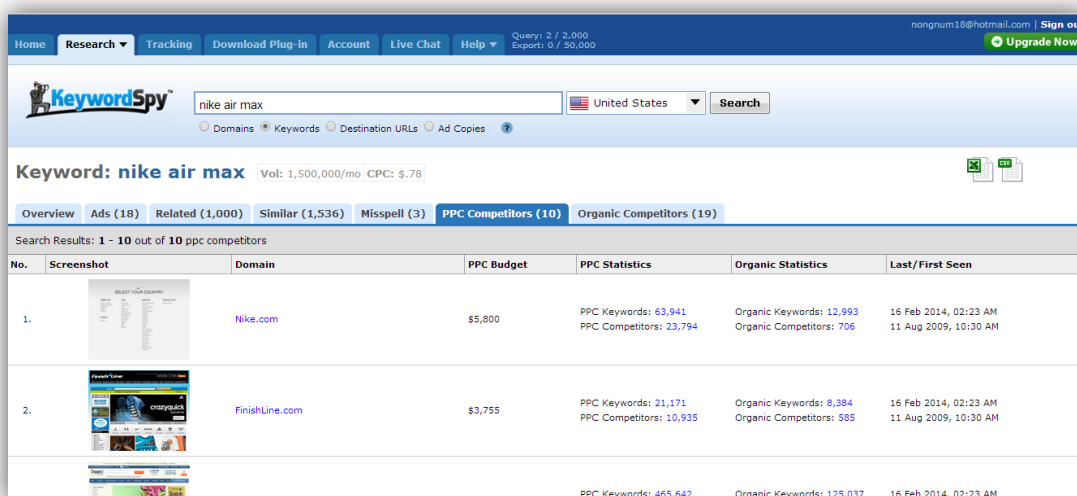 nongnum18@hotmail.com | Sign ou
Home Research ▼ Tracking Download Plug-in Account Live Chat Help ▼ Query: 2 / 2,000
Export: 0 / 50,000
Upgrade Now
KeywordSpy™ nike air max United States ▼ Search
Domains Keywords Destination URLs Ad Copies ?
Keyword: nike air max Vol: 1,500,000/mo CPC: $.78
CSV
Overview Ads (18) Related (1,000) Similar (1,536) Misspell (3) PPC Competitors (10) Organic Competitors (19)
Search Results: 1 - 10 out of 10 ppc competitors
No. Screenshot Domain PPC Budget PPC Statistics Organic Statistics Last/First Seen
SELECT YOUR COUNTRY
1. Nike.com $5,800 PPC Keywords: 63,941 Organic Keywords: 12,993 16 Feb 2014, 02:23 AM
PPC Competitors: 23,794 Organic Competitors: 706 11 Aug 2009, 10:30 AM
Finish Line
crazyquick
2. FinishLine.com $3,755 PPC Keywords: 21,171 Organic Keywords: 8,384 16 Feb 2014, 02:23 AM
PPC Competitors: 10,935 Organic Competitors: 585 11 Aug 2009, 10:30 AM
PPC Keywords: 465,642 Organic Keywords: 125,037 16 Feb 2014, 02:23 AM